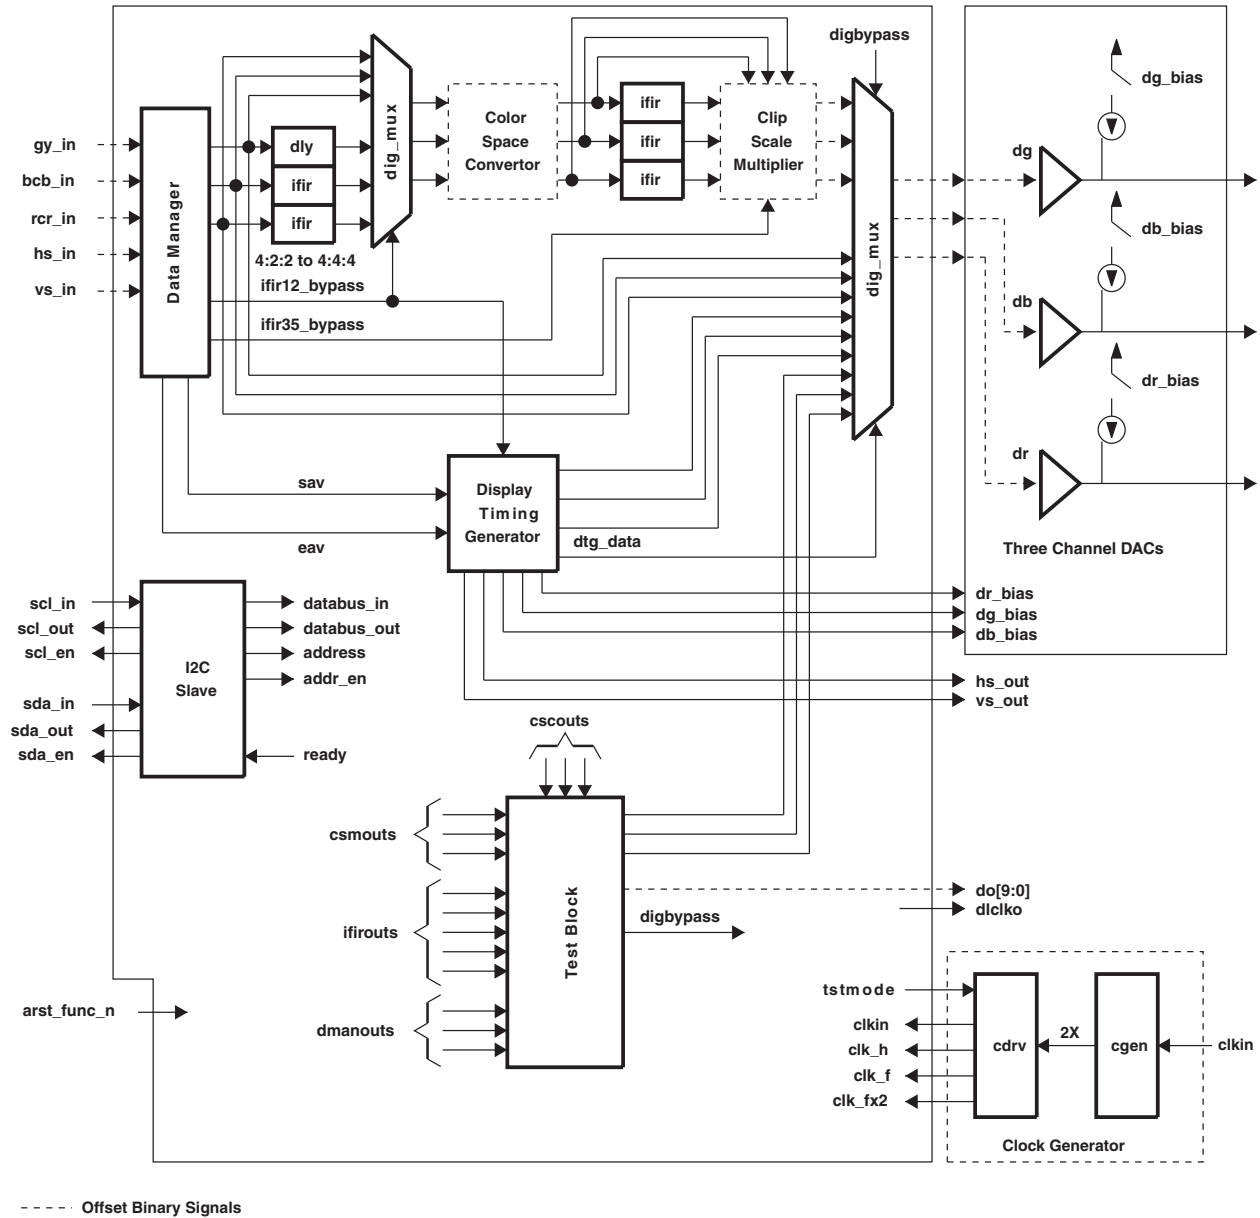 digbypass
dg_bias
gy_in
bcb_in
rcr_in
hs_in
vs_in
Data Manager
dly
ifir
ifir
4:2:2 to 4:4:4
ifir12_bypass
ifir35_bypass
dig_mux
Color
Space
Convertor
ifir
ifir
ifir
Clip
Scale
Multiplier
dig_mux
dg
db_bias
db
dr_bias
dr
Three Channel DACs
sav
eav
Display
Timing
Generator
dtg_data
dr_bias
dg_bias
db_bias
hs_out
vs_out
scl_in
scl_out
scl_en
sda_in
sda_out
sda_en
I2C
Slave
databus_in
databus_out
address
addr_en
ready
cscouts
csmouts
ifirouts
dmanouts
Test Block
do[9:0]
dlclko
digbypass
arst_func_n
tstmode
clkin
clk_h
clk_f
clk_fx2
cdrv
2X
cgen
clkin
Clock Generator
Offset Binary Signals